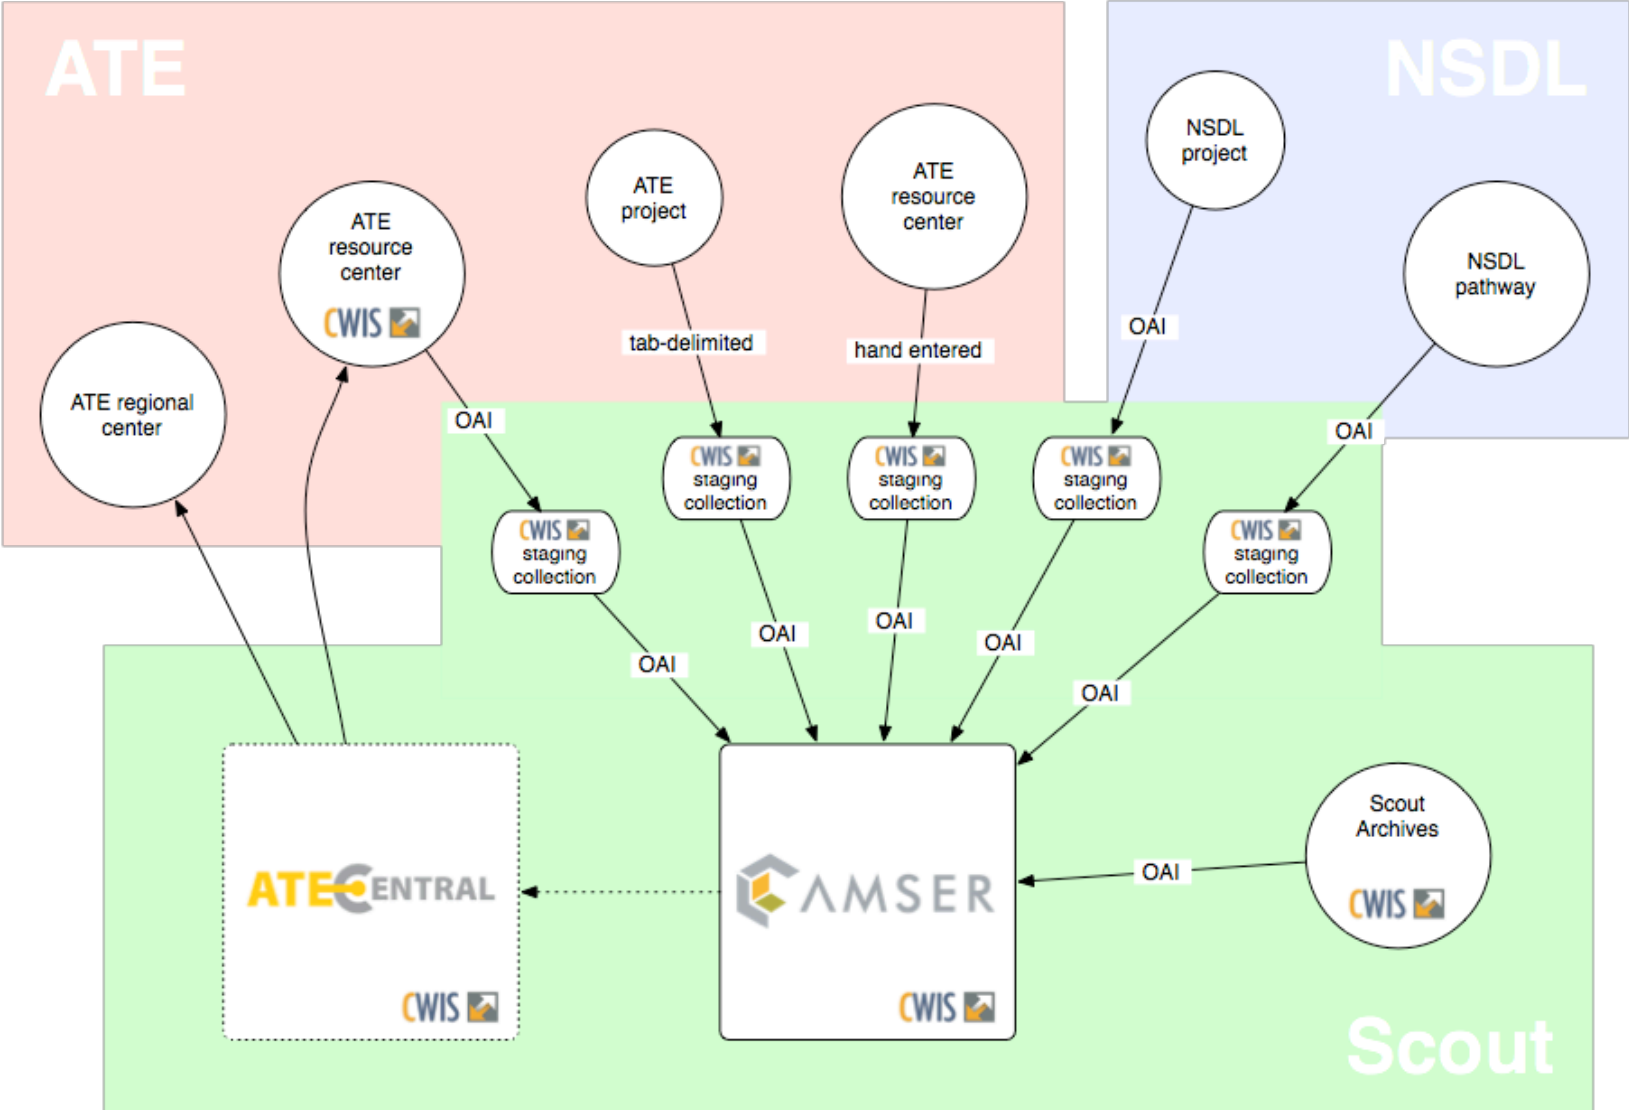 ATE
NSDL
NSDL
project
ATE
project
ATE
resource
center
ATE
resource
center
CWIS
NSDL
pathway
ATE regional
center
tab-delimited
hand entered
OAI
OAI
OAI
CWIS
staging
collection
CWIS
staging
collection
CWIS
staging
collection
CWIS
staging
collection
CWIS
staging
collection
OAI
OAI
OAI
OAI
OAI
Scout
Archives
CWIS
OAI
ATECENTRAL
CWIS
AMSER
CWIS
Scout